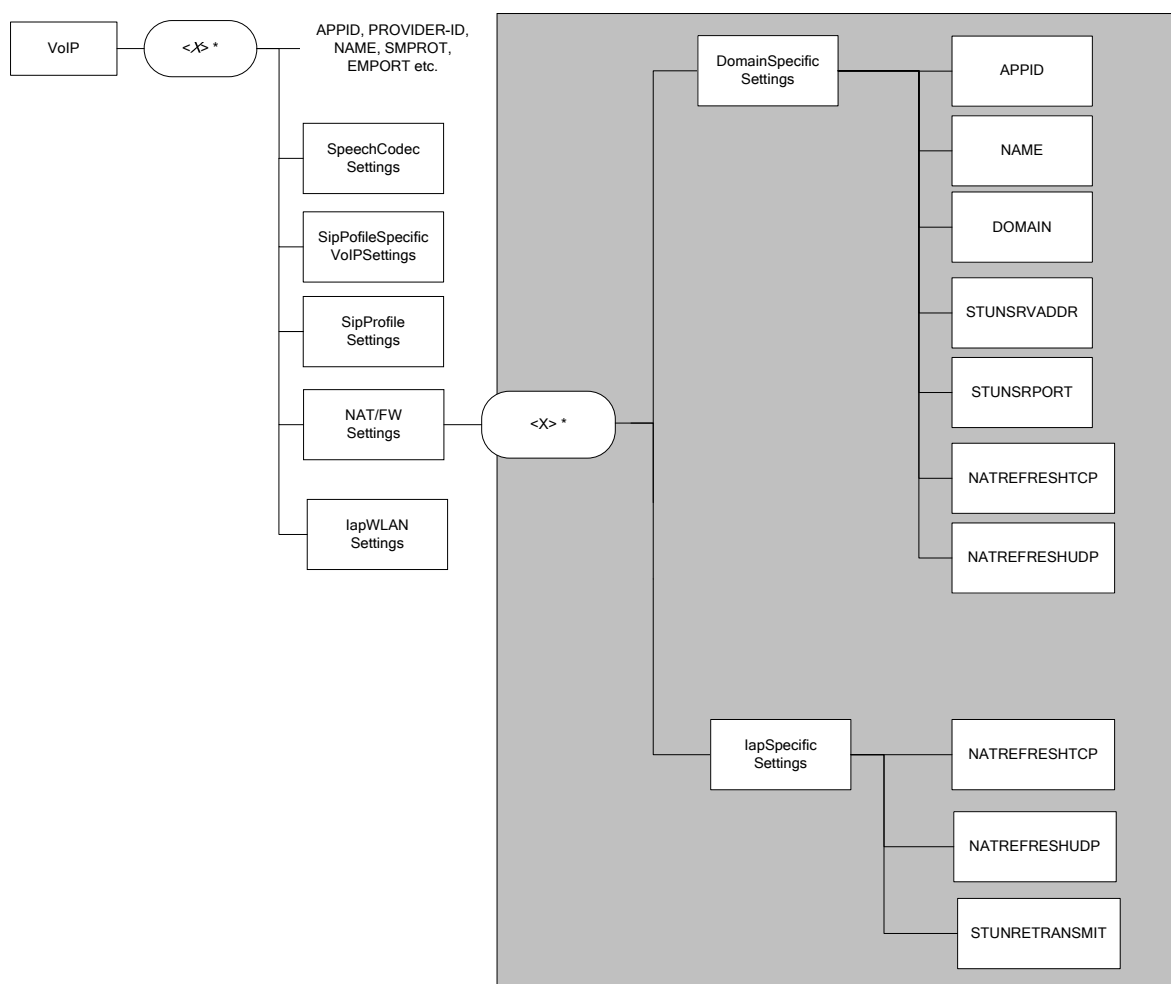 VoIP
<X> *
APPID, PROVIDER-ID,
NAME, SMPROT,
EMPORT etc.
SpeechCodec
Settings
SipPofileSpecific
VoIPSettings
SipProfile
Settings
NAT/FW
Settings
IapWLAN
Settings
<X> *
DomainSpecific
Settings
APPID
NAME
DOMAIN
STUNSRVADDR
STUNSRPORT
NATREFRESHTCP
NATREFRESHUDP
IapSpecific
Settings
NATREFRESHTCP
NATREFRESHUDP
STUNRETRANSMIT